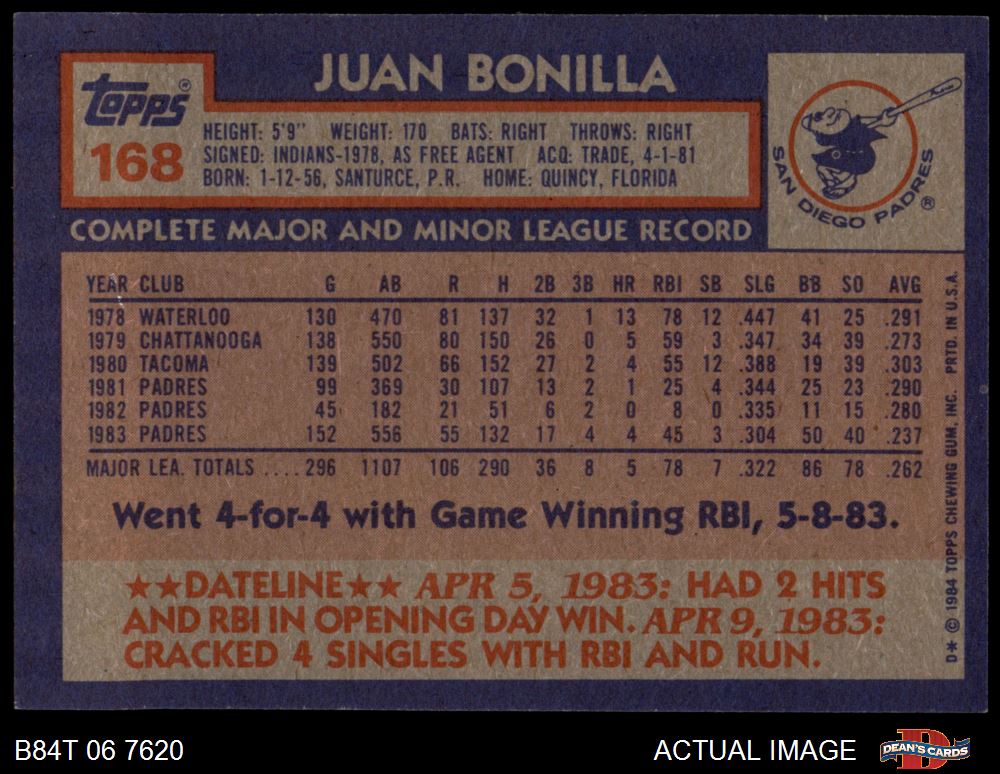 JUAN BONILLA
Topps®
168
HEIGHT: 5'9" WEIGHT: 170 BATS: RIGHT THROWS: RIGHT
SIGNED: INDIANS-1978, AS FREE AGENT ACQ: TRADE, 4-1-81
BORN: 1-12-56, SANTURCE, P.R. HOME: QUINCY, FLORIDA
SAN DIEGO PADRES®
COMPLETE MAJOR AND MINOR LEAGUE RECORD
YEAR CLUB G AB R H 2B 3B HR RBI SB SLG BB SO AVG
1978 WATERLOO 130 470 81 137 32 1 13 78 12 .447 41 25 .291
1979 CHATTANOOGA 138 550 80 150 26 0 5 59 3 .347 34 39 .273
1980 TACOMA 139 502 66 152 27 2 4 55 12 .388 19 39 .303
1981 PADRES 99 369 30 107 13 2 1 25 4 .344 25 23 .290
1982 PADRES 45 182 21 51 6 2 0 8 0 .335 11 15 .280
1983 PADRES 152 556 55 132 17 4 4 45 3 .304 50 40 .237
MAJOR LEA. TOTALS .... 296 1107 106 290 36 8 5 78 7 .322 86 78 .262
Went 4-for-4 with Game Winning RBI, 5-8-83.
★★DATELINE★★ APR 5, 1983: HAD 2 HITS
AND RBI IN OPENING DAY WIN. APR 9, 1983:
CRACKED 4 SINGLES WITH RBI AND RUN.
D* © 1984 TOPPS CHEWING GUM, INC. PRTD. IN U.S.A.
B84T 06 7620
ACTUAL IMAGE
DEAN'S CARDS